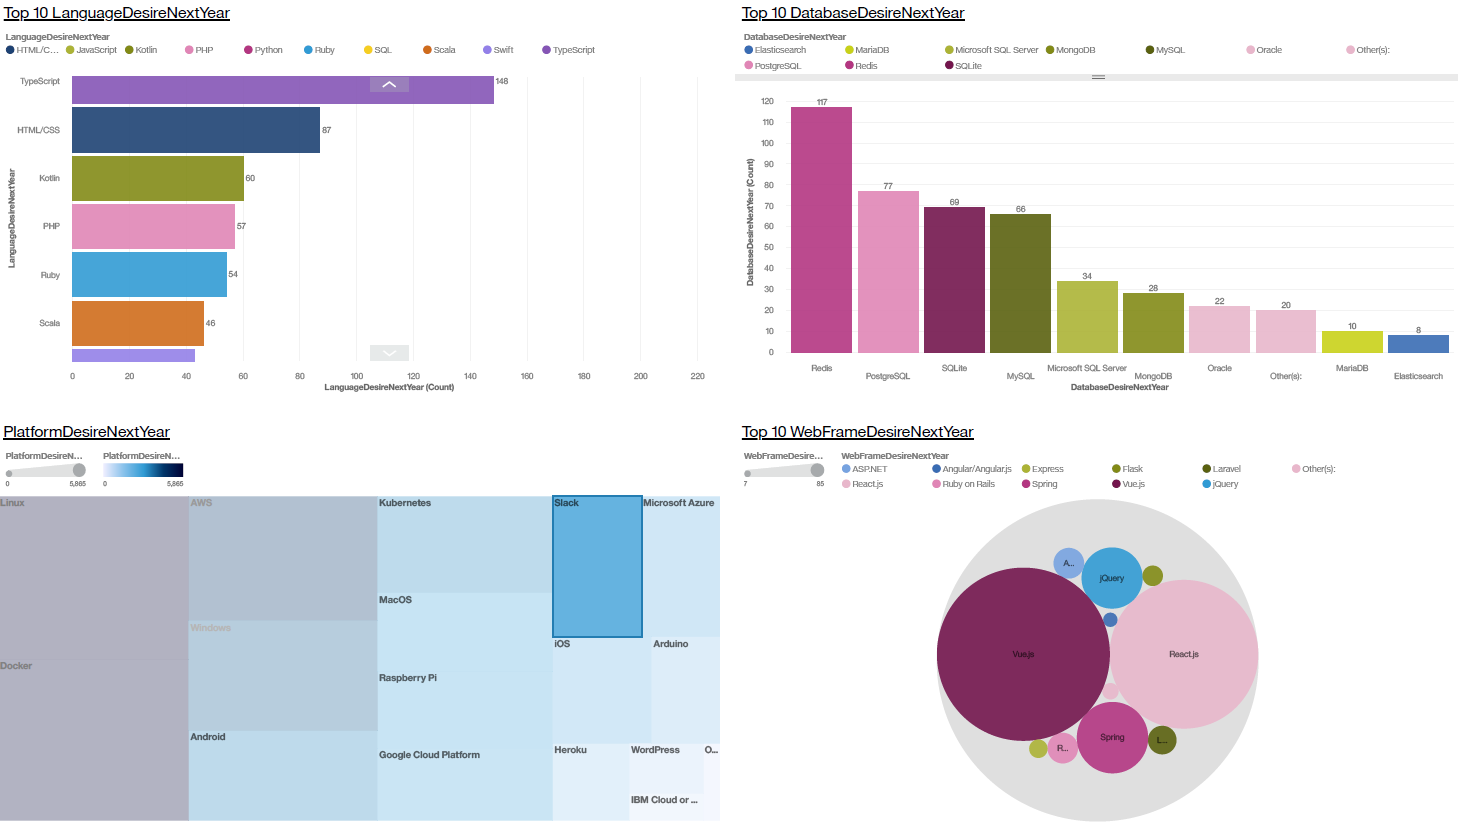 Top 10 LanguageDesireNextYear
LanguageDesireNextYear
HTML/C... JavaScript Kotlin PHP Python Ruby SQL Scala Swift TypeScript
TypeScript
148
HTML/CSS
87
Kotlin
60
PHP
57
Ruby
54
Scala
46
LanguageDesireNextYear
0 20 40 60 80 100 120 140 160 180 200 220
LanguageDesireNextYear (Count)
Top 10 DatabaseDesireNextYear
DatabaseDesireNextYear
Elasticsearch MariaDB Microsoft SQL Server MongoDB MySQL Oracle Other(s):
PostgreSQL Redis SQLite
DatabaseDesireNextYear (Count)
120
110
100
90
80
70
60
50
40
30
20
10
0
117 77 69 66 34 28 22 20 10 8
Redis PostgreSQL SQLite MySQL Microsoft SQL Server MongoDB Oracle Other(s): MariaDB Elasticsearch
DatabaseDesireNextYear
PlatformDesireNextYear
PlatformDesireN... PlatformDesireN...
0 5,865 0 5,865
Linux AWS Kubernetes Slack Microsoft Azure
MacOS
Windows
iOS Arduino
Docker
Raspberry Pi
Android
Google Cloud Platform
Heroku WordPress O...
IBM Cloud or ...
Top 10 WebFrameDesireNextYear
WebFrameDesire... WebFrameDesireNextYear
7 85
ASP.NET Angular/Angular.js Express Flask Laravel Other(s):
React.js Ruby on Rails Spring Vue.js jQuery
A...
jQuery
Vue.js
React.js
Spring
L...
R...